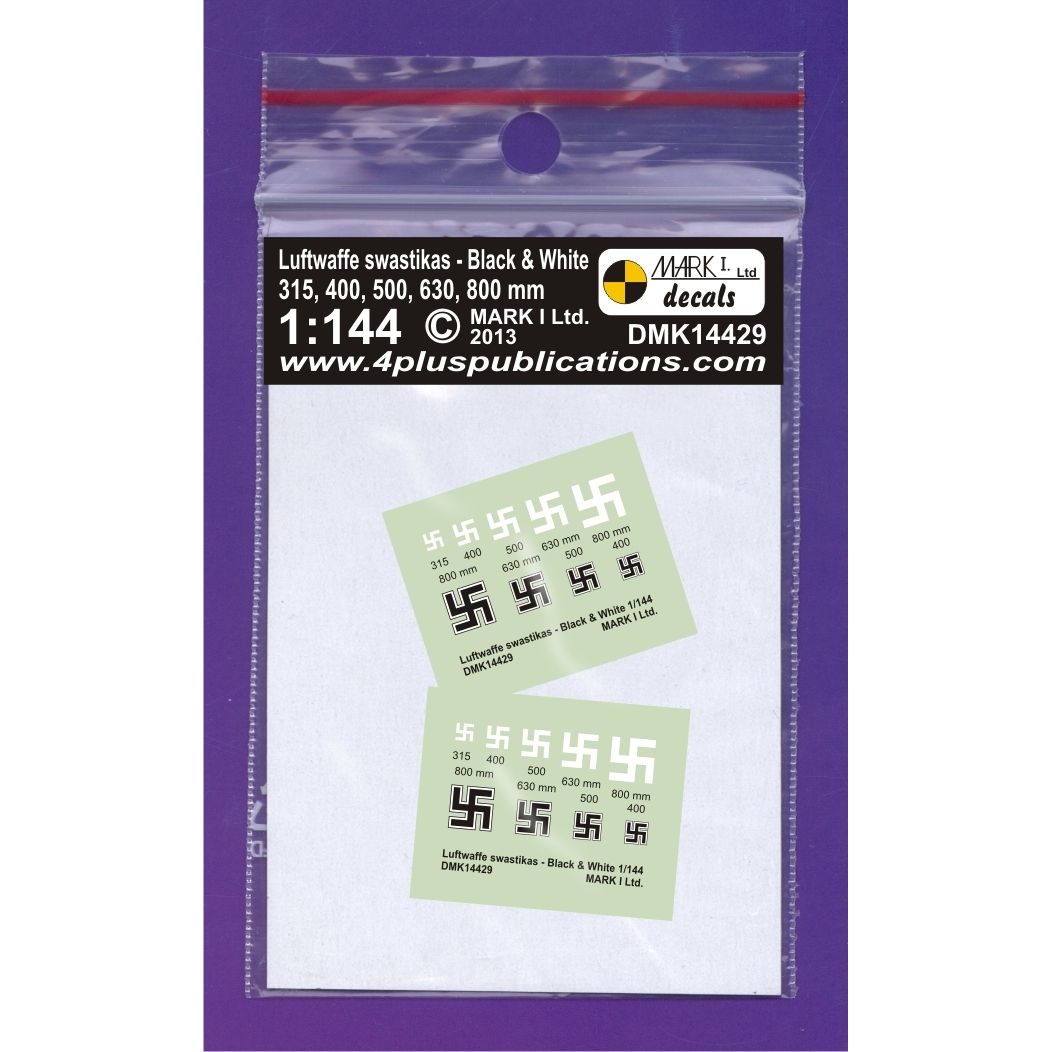 Luftwaffe swastikas - Black & White
315, 400, 500, 630, 800 mm
1:144 © MARK I Ltd.
2013
MARK I. Ltd
decals
DMK14429
www.4pluspublications.com
315 400 500 630 mm 800 mm
800 mm 630 mm 500 400
Luftwaffe swastikas - Black & White 1/144
DMK14429 MARK I Ltd.
315 400 500 630 mm 800 mm
800 mm 630 mm 500 400
Luftwaffe swastikas - Black & White 1/144
DMK14429 MARK I Ltd.